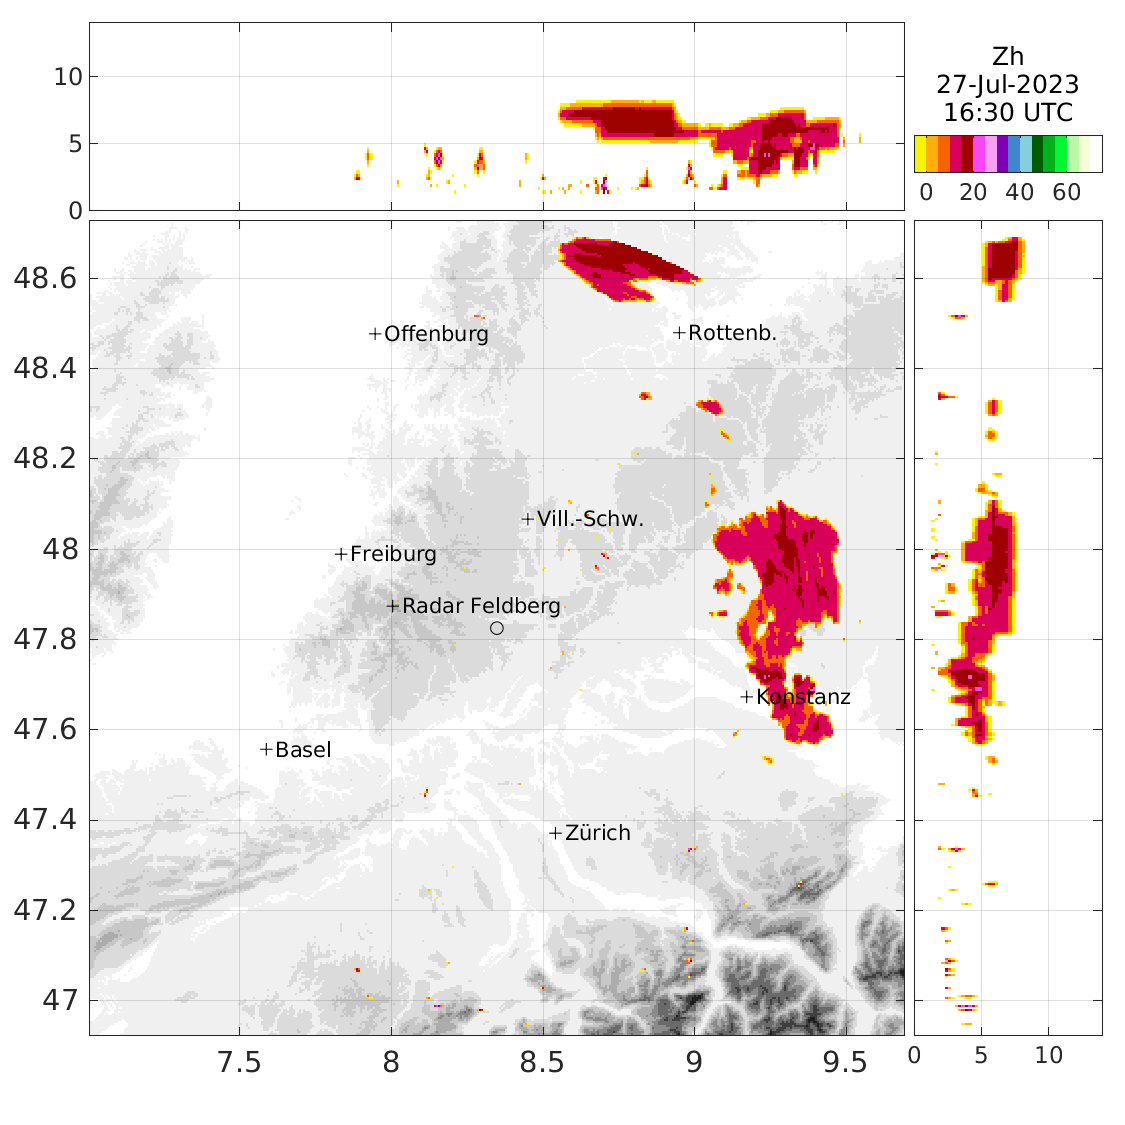 Zh
27-Jul-2023
16:30 UTC
0 20 40 60
10
5
0
48.6
48.4
48.2
48
47.8
47.6
47.4
47.2
47
Offenburg
Rottenb.
Vill.-Schw.
Freiburg
Radar Feldberg
Konstanz
Basel
Zürich
7.5 8 8.5 9 9.5
0 5 10